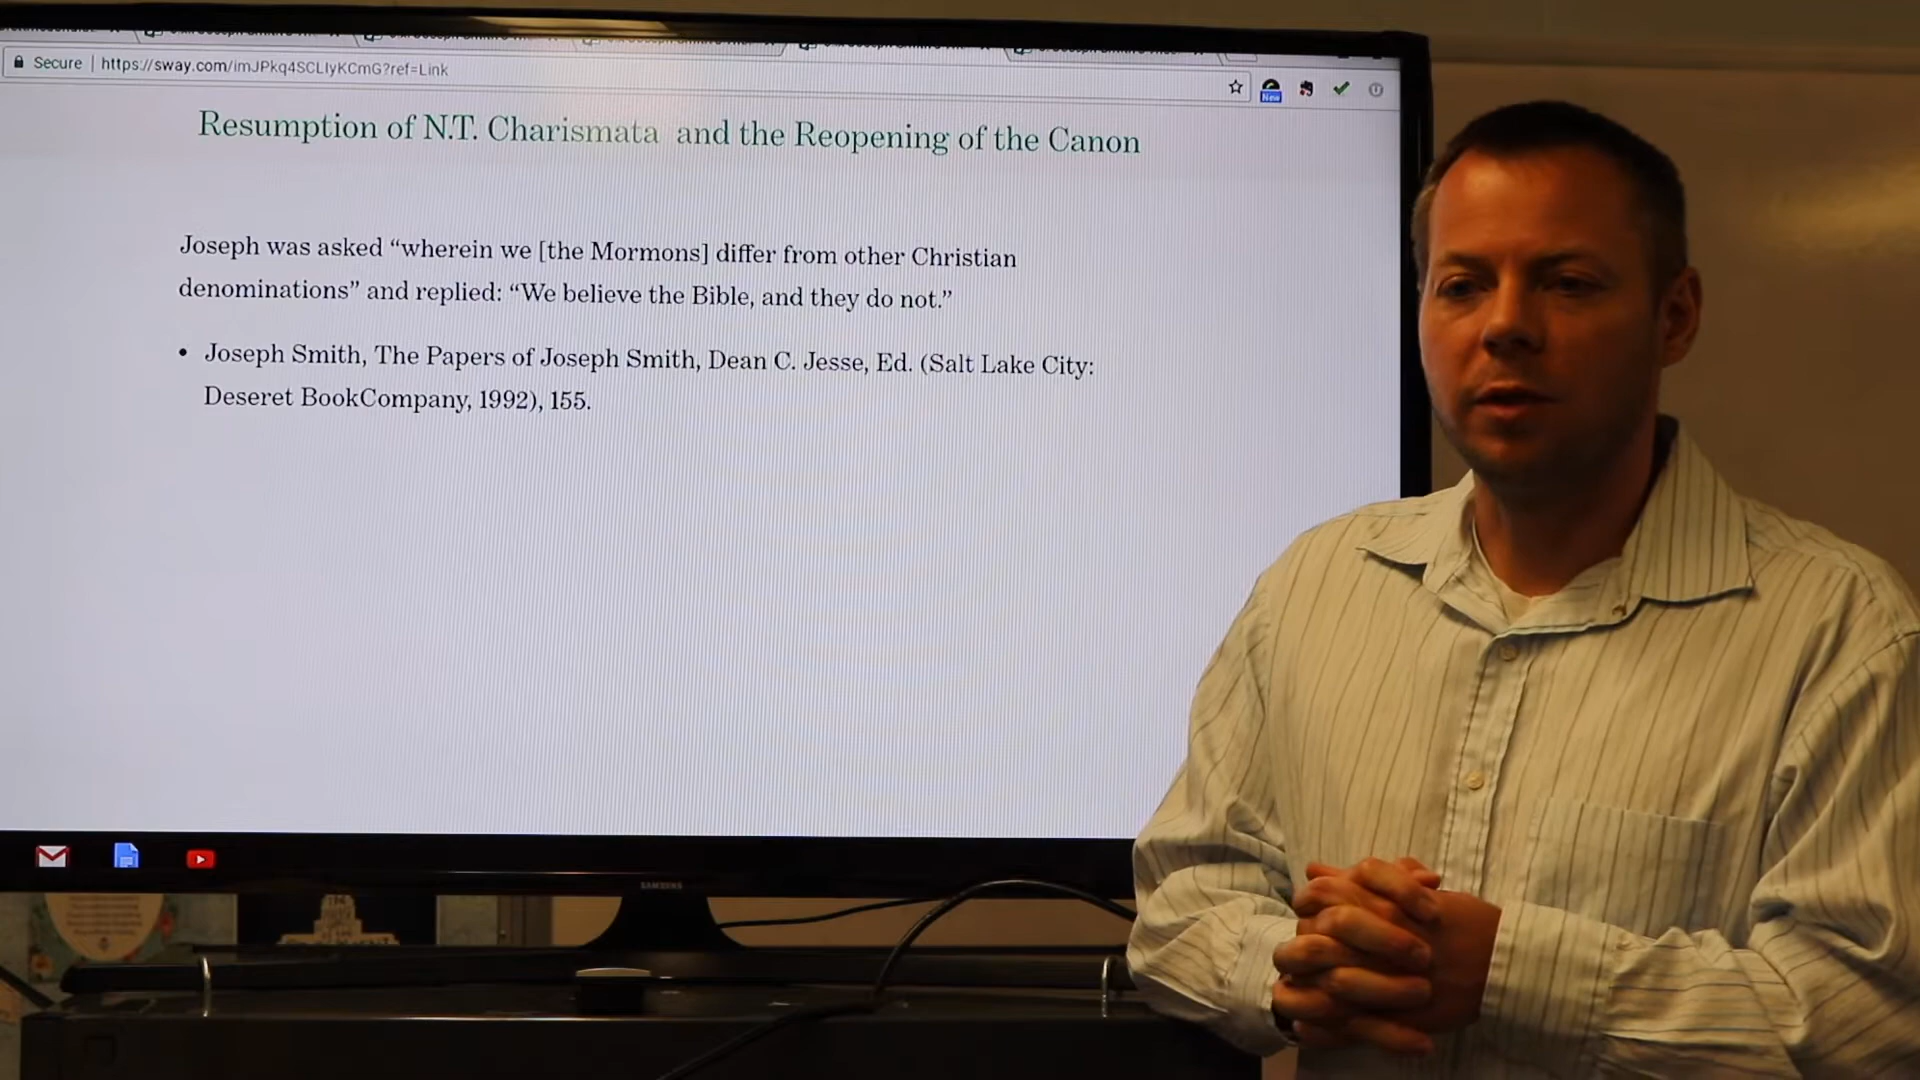 Secure | https://sway.com/imJPkq4SCLIyKCmG?ref=Link
New
Resumption of N.T. Charismata and the Reopening of the Canon
Joseph was asked “wherein we [the Mormons] differ from other Christian
denominations” and replied: “We believe the Bible, and they do not.”
• Joseph Smith, The Papers of Joseph Smith, Dean C. Jesse, Ed. (Salt Lake City:
Deseret BookCompany, 1992), 155.
SAMSUNG